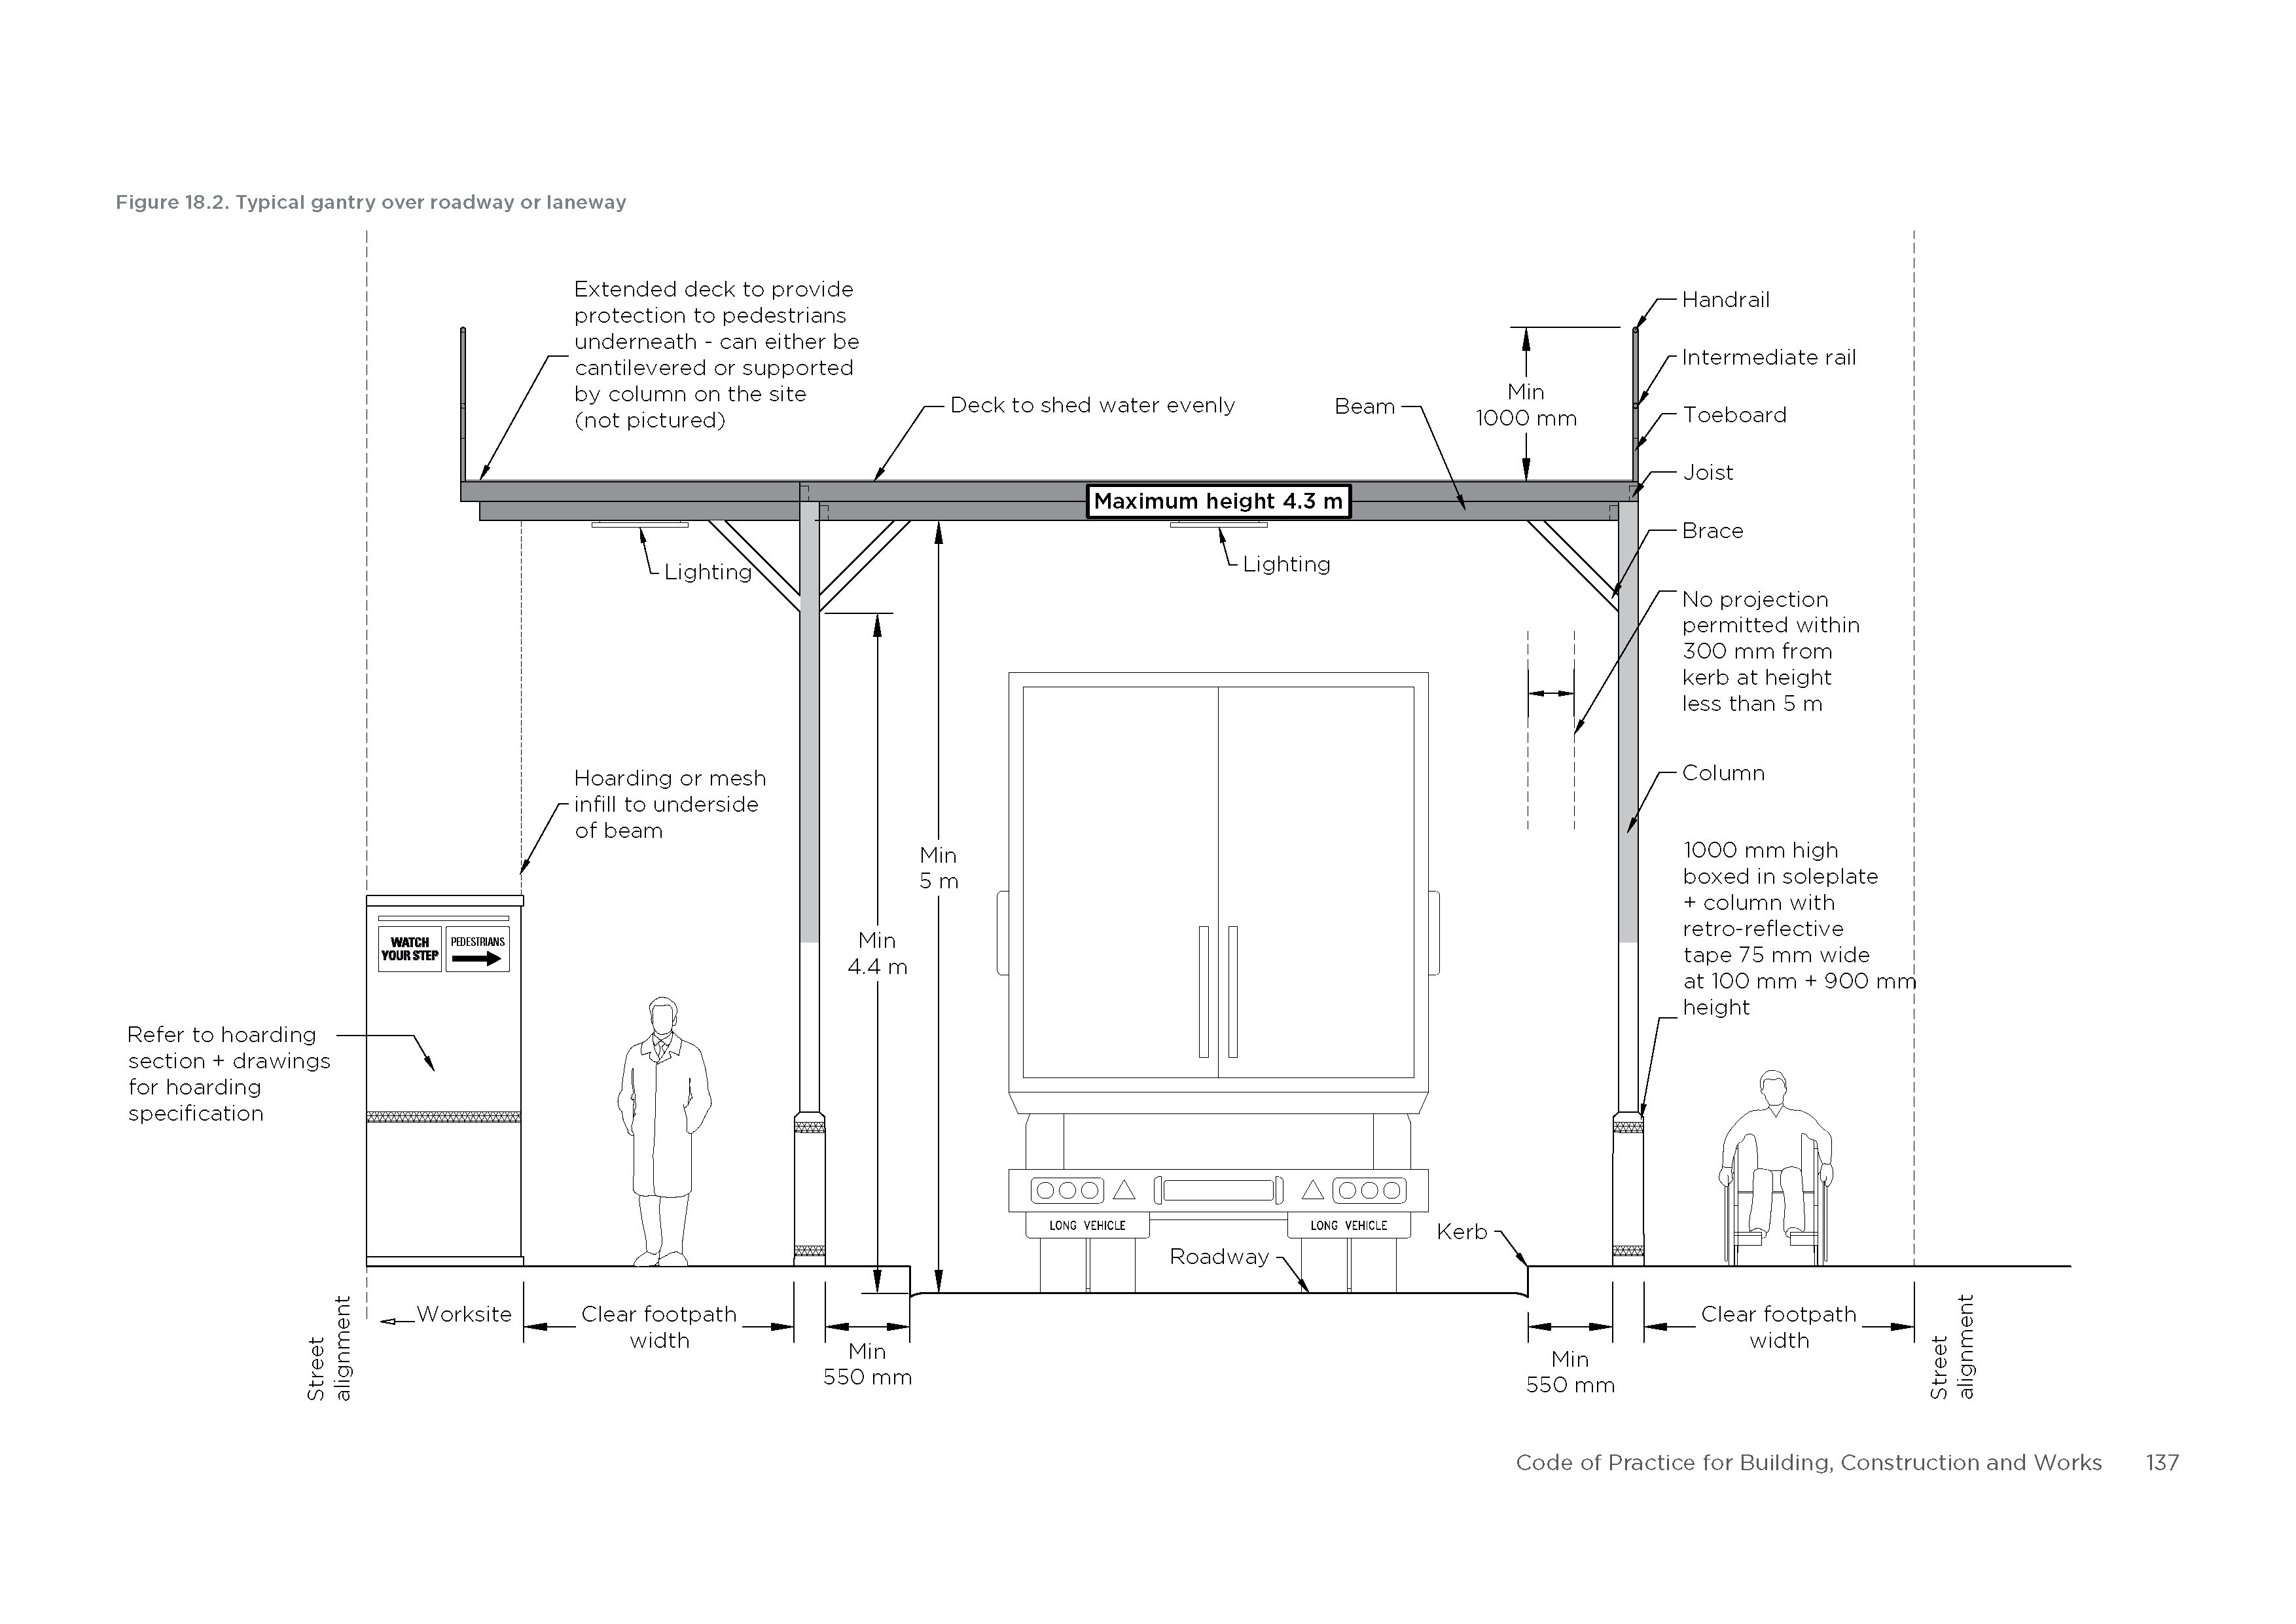 Figure 18.2. Typical gantry over roadway or laneway
Extended deck to provide
protection to pedestrians
underneath - can either be
cantilevered or supported
by column on the site
(not pictured)
Deck to shed water evenly
Beam
Min
1000 mm
Handrail
Intermediate rail
Toeboard
Joist
Brace
Maximum height 4.3 m
Lighting
Lighting
No projection
permitted within
300 mm from
kerb at height
less than 5 m
Hoarding or mesh
infill to underside
of beam
Column
Min
5 m
Min
4.4 m
1000 mm high
boxed in soleplate
+ column with
retro-reflective
tape 75 mm wide
at 100 mm + 900 mm
height
WATCH
YOUR STEP
PEDESTRIANS
Refer to hoarding
section + drawings
for hoarding
specification
LONG VEHICLE
LONG VEHICLE
Kerb
Roadway
Street
alignment
Worksite
Clear footpath
width
Min
550 mm
Min
550 mm
Clear footpath
width
Street
alignment
Code of Practice for Building, Construction and Works 137